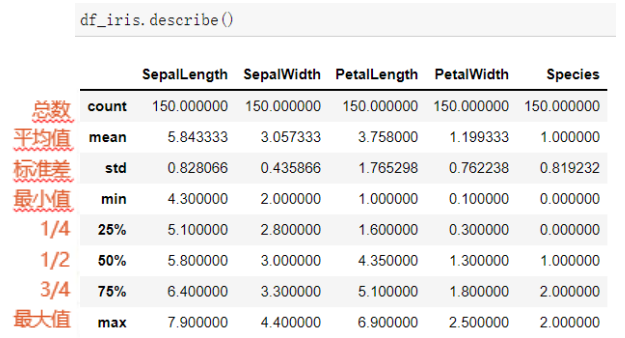 df_iris.describe()
SepalLength SepalWidth PetalLength PetalWidth Species
总数 count 150.000000 150.000000 150.000000 150.000000 150.000000
平均值 mean 5.843333 3.057333 3.758000 1.199333 1.000000
标准差 std 0.828066 0.435866 1.765298 0.762238 0.819232
最小值 min 4.300000 2.000000 1.000000 0.100000 0.000000
1/4 25% 5.100000 2.800000 1.600000 0.300000 0.000000
1/2 50% 5.800000 3.000000 4.350000 1.300000 1.000000
3/4 75% 6.400000 3.300000 5.100000 1.800000 2.000000
最大值 max 7.900000 4.400000 6.900000 2.500000 2.000000